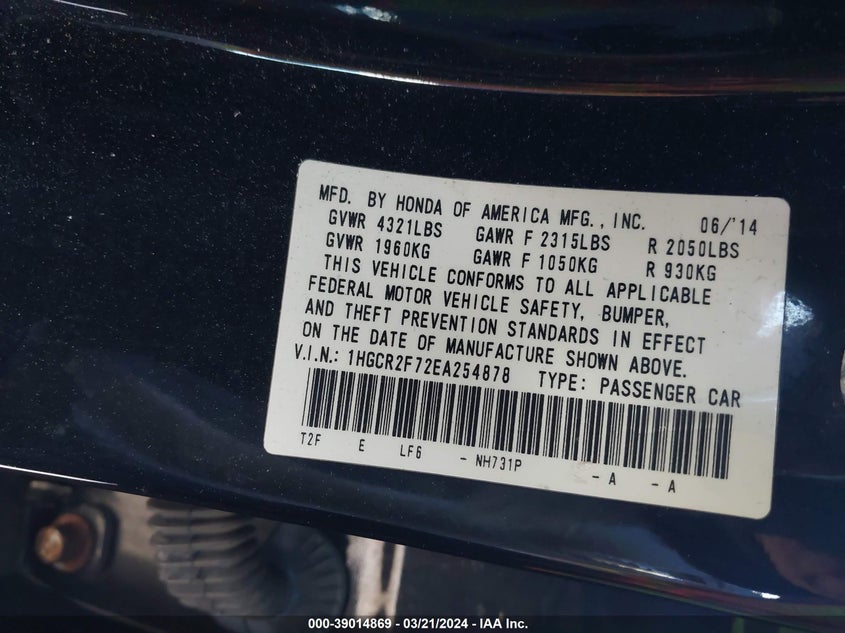 MFD. BY HONDA OF AMERICA MFG., INC. 06/'14
GVWR 4321LBS GAWR F 2315LBS R 2050LBS
GVWR 1960KG GAWR F 1050KG R 930KG
THIS VEHICLE CONFORMS TO ALL APPLICABLE
FEDERAL MOTOR VEHICLE SAFETY, BUMPER,
AND THEFT PREVENTION STANDARDS IN EFFECT
ON THE DATE OF MANUFACTURE SHOWN ABOVE.
V.I.N.: 1HGCR2F72EA254878 TYPE: PASSENGER CAR
T2F E LF6 - NH731P - A - A
000-39014869 / 03/21/2024 - IAA Inc.